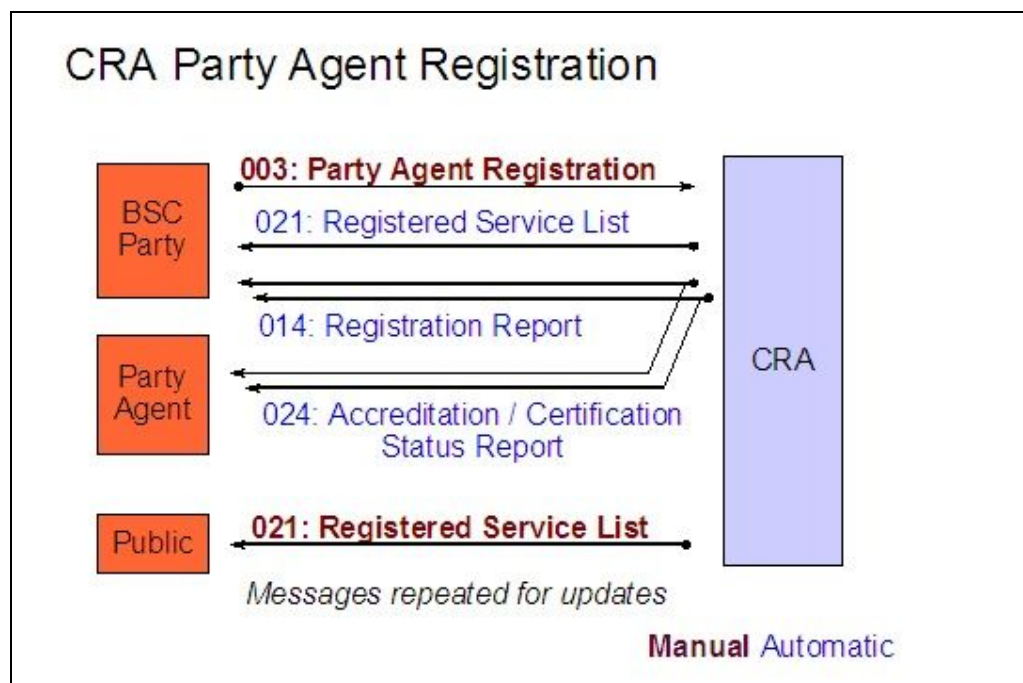 CRA Party Agent Registration
003: Party Agent Registration
BSC
Party
021: Registered Service List
014: Registration Report
CRA
Party
Agent
024: Accreditation / Certification
Status Report
Public
021: Registered Service List
Messages repeated for updates
Manual Automatic